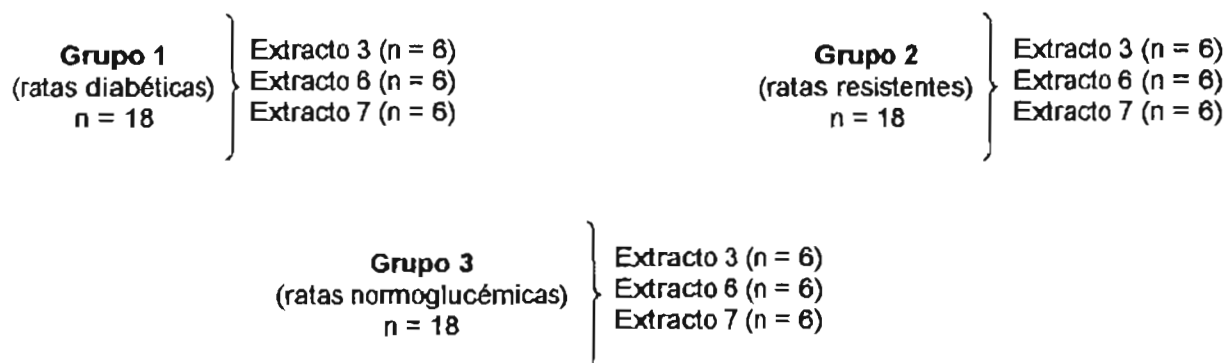 Grupo 1
(ratas diabéticas)
n = 18
Extracto 3 (n = 6)
Extracto 6 (n = 6)
Extracto 7 (n = 6)
Grupo 2
(ratas resistentes)
n = 18
Extracto 3 (n = 6)
Extracto 6 (n = 6)
Extracto 7 (n = 6)
Grupo 3
(ratas normoglucémicas)
n = 18
Extracto 3 (n = 6)
Extracto 6 (n = 6)
Extracto 7 (n = 6)